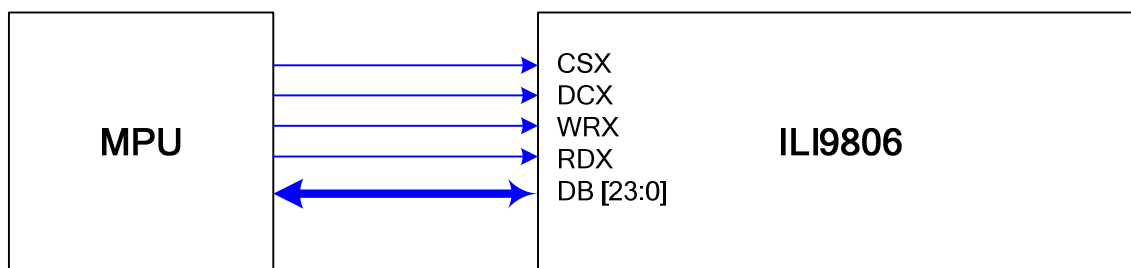 MPU
CSX
DCX
WRX
RDX
DB [23:0]
ILI9806